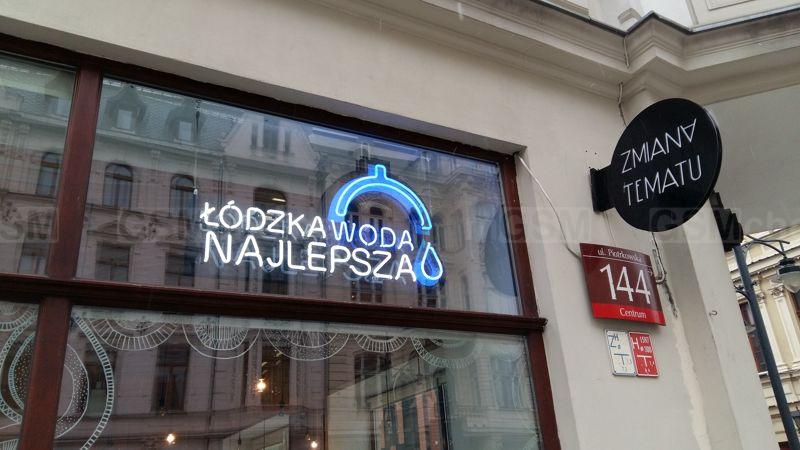 ŁÓDZKA WODA
NAJLEPSZA
ZMIANA
TEMATU
ul. Piotrkowska
144
Centrum
Z H
T
H
T